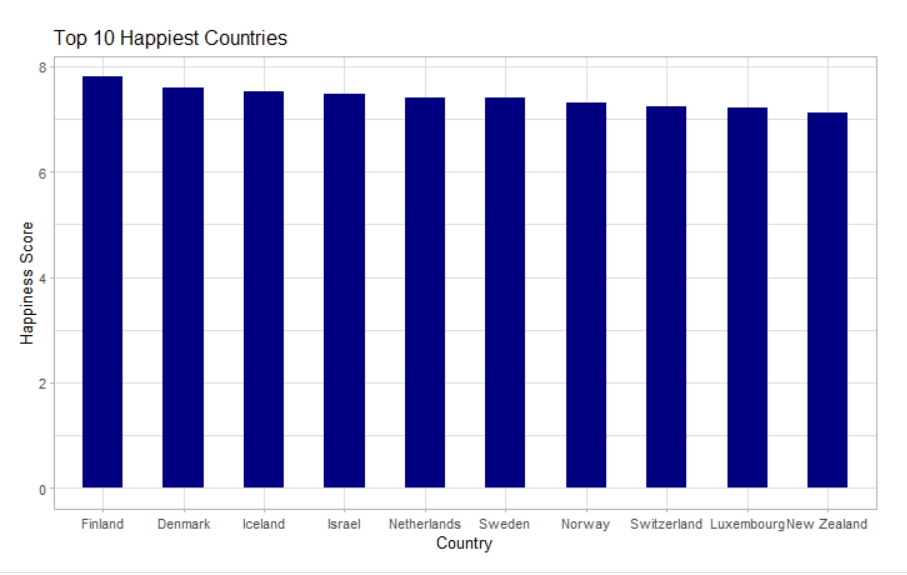 Top 10 Happiest Countries
8
6
4
2
0
Happiness Score
Finland Denmark Iceland Israel Netherlands Sweden Norway Switzerland Luxembourg New Zealand
Country